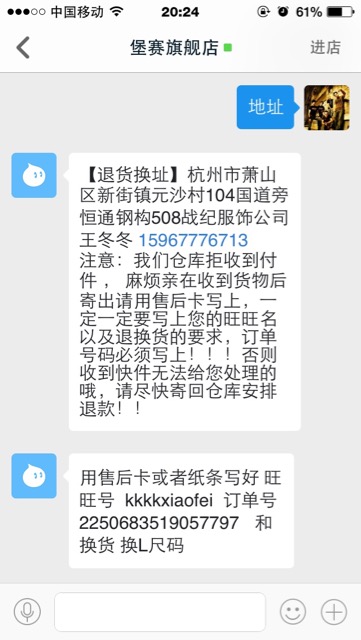 中国移动
20:24
61%
堡赛旗舰店
进店
地址
【退货换址】杭州市萧山
区新街镇元沙村104国道旁
恒通钢构508战纪服饰公司
王冬冬 15967776713
注意：我们仓库拒收到付
件 ， 麻烦亲在收到货物后
寄出请用售后卡写上，一
定一定要写上您的旺旺名
以及退换货的要求，订单
号码必须写上！！！否则
收到快件无法给您处理的
哦，请尽快寄回仓库安排
退款！！
用售后卡或者纸条写好 旺
旺号 kkkkxiaofei 订单号
2250683519057797 和
换货 换L尺码